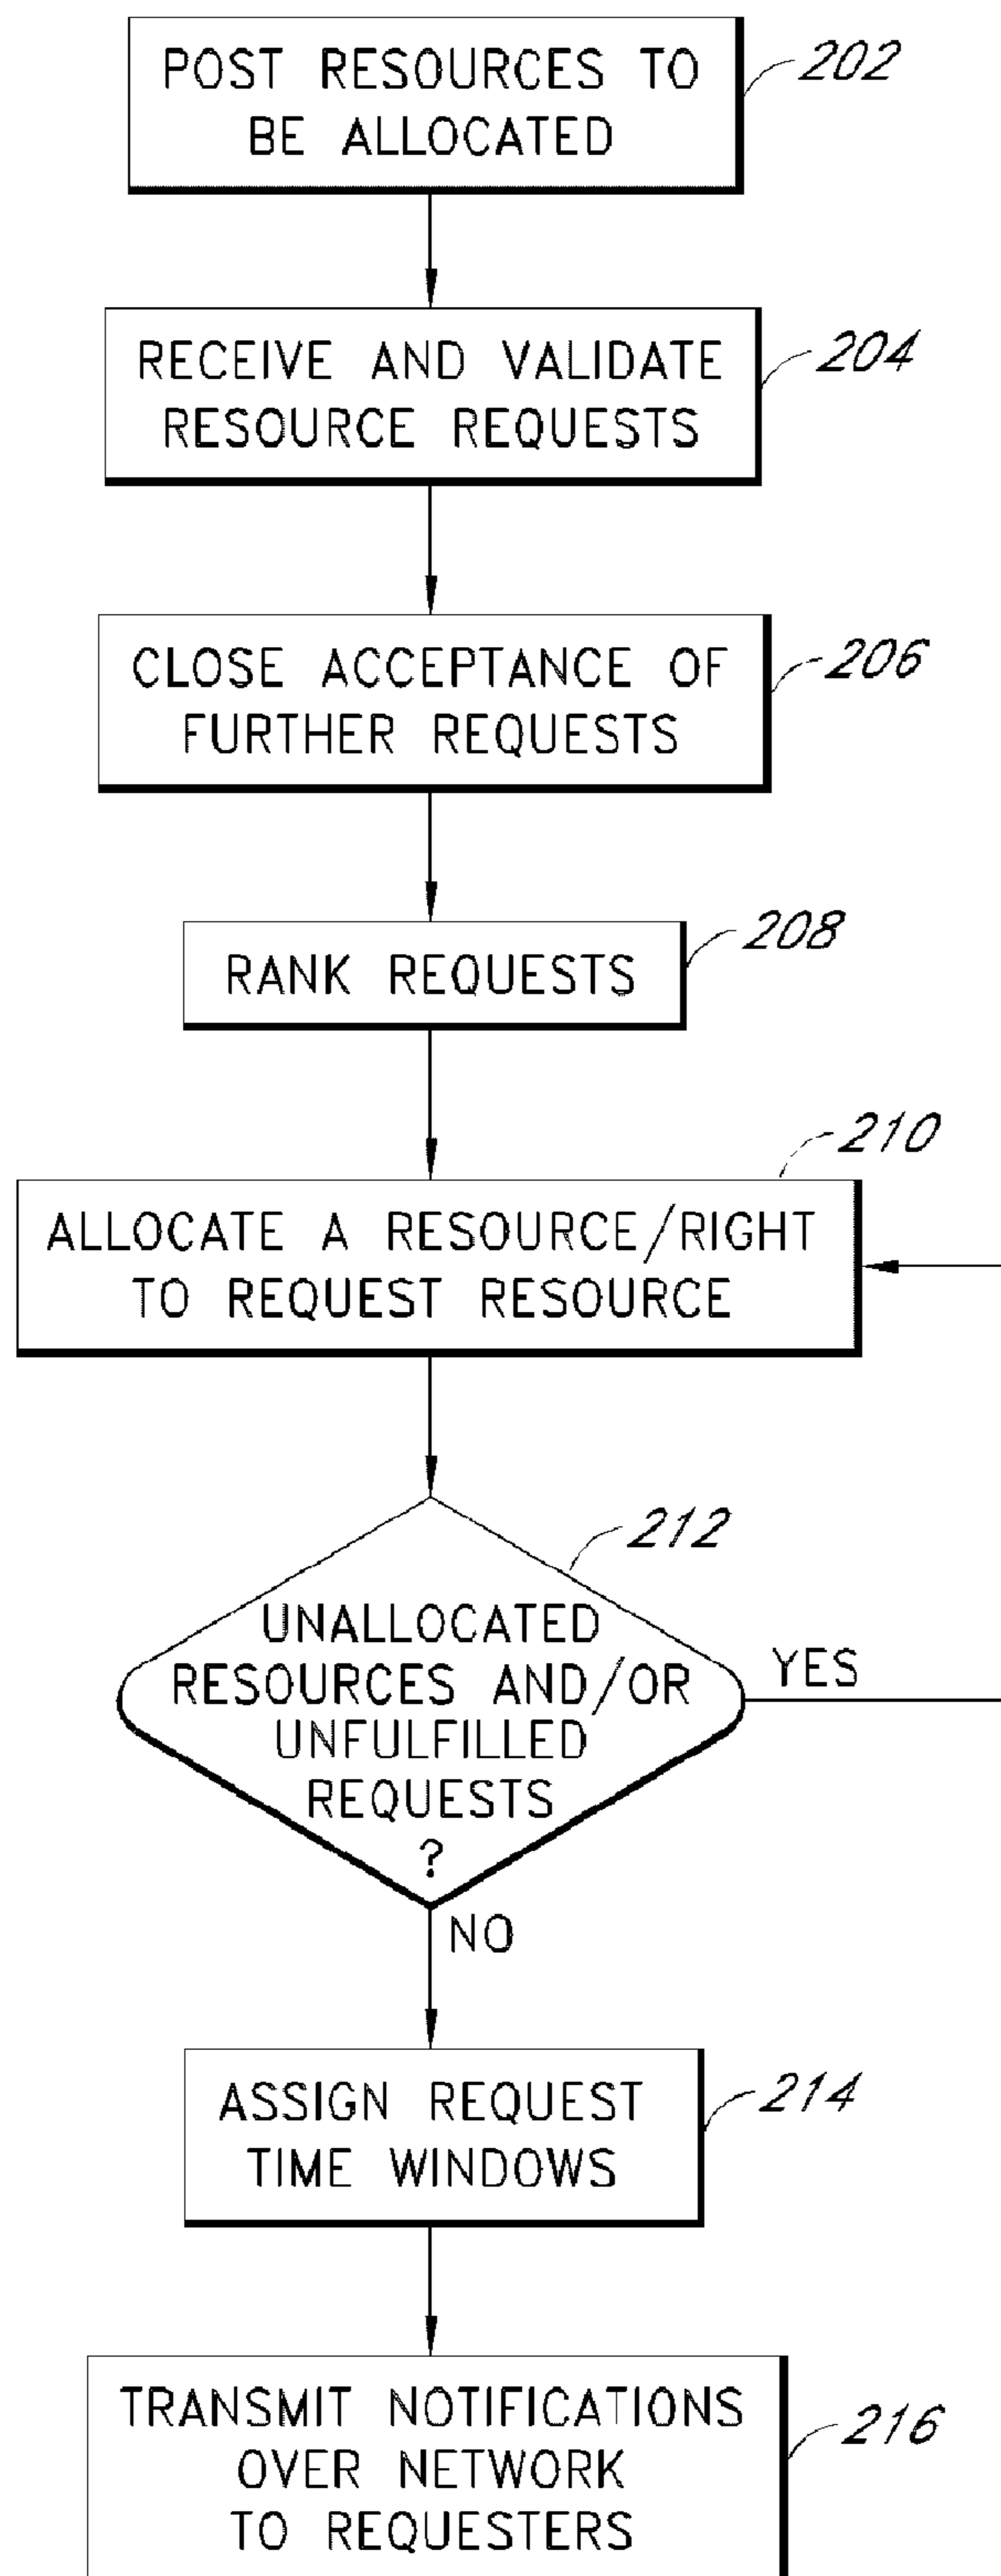 POST RESOURCES TO
BE ALLOCATED
202
RECEIVE AND VALIDATE
RESOURCE REQUESTS
204
CLOSE ACCEPTANCE OF
FURTHER REQUESTS
206
RANK REQUESTS
208
210
ALLOCATE A RESOURCE/RIGHT
TO REQUEST RESOURCE
212
UNALLOCATED
RESOURCES AND/OR
UNFULFILLED
REQUESTS
?
YES
NO
ASSIGN REQUEST
TIME WINDOWS
214
TRANSMIT NOTIFICATIONS
OVER NETWORK
TO REQUESTERS
216